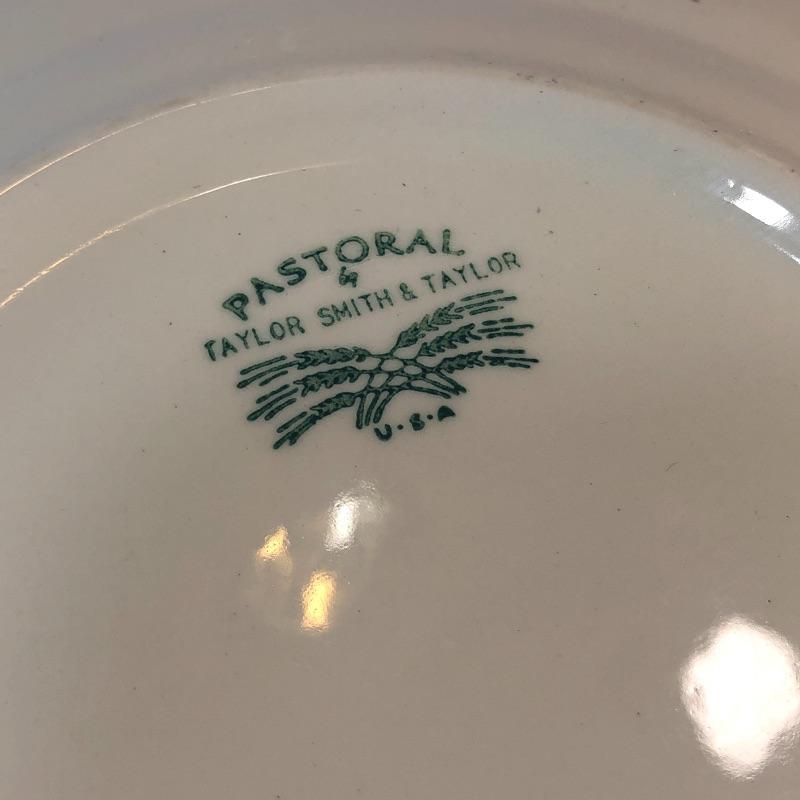 PASTORAL
by
TAYLOR SMITH & TAYLOR
U·S·A